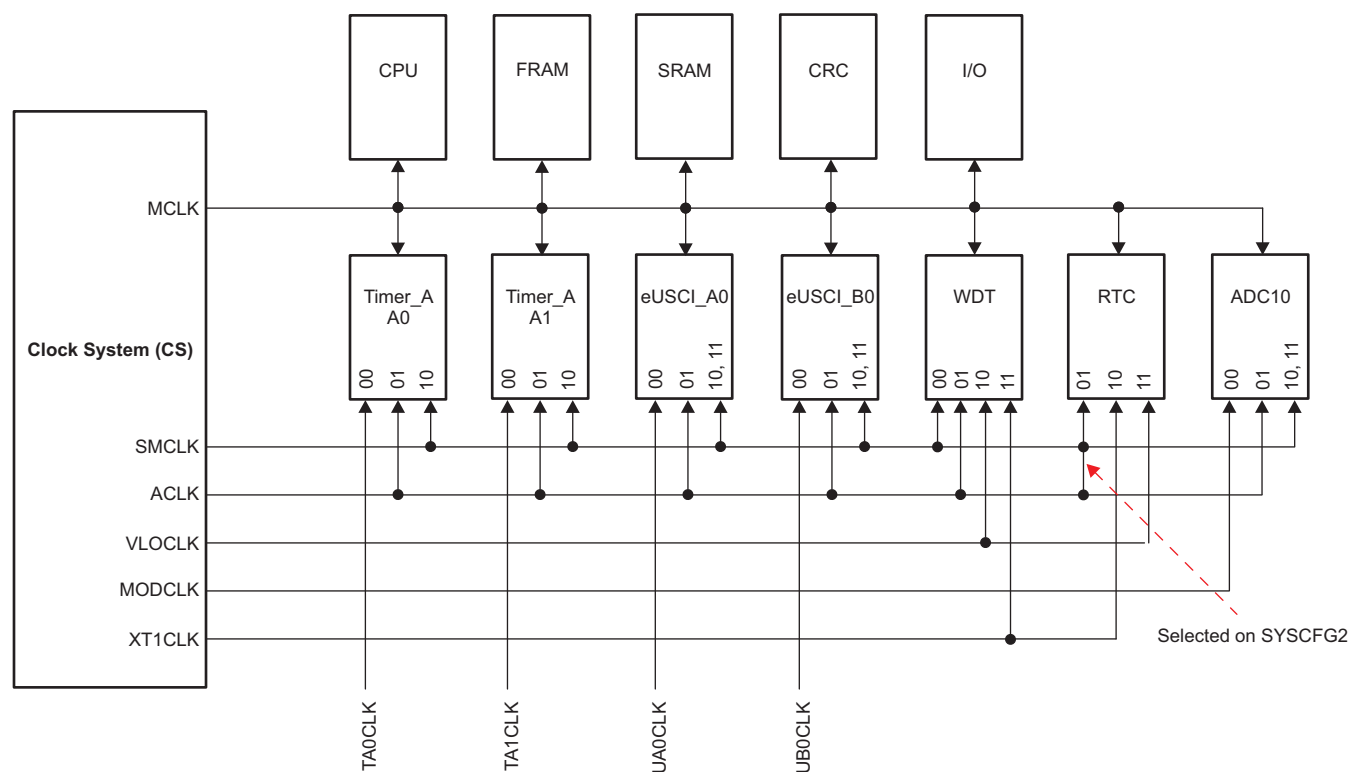 CPU
FRAM
SRAM
CRC
I/O
MCLK
Timer_A
A0
Timer_A
A1
eUSCI_A0
eUSCI_B0
WDT
RTC
ADC10
Clock System (CS)
00
01
10
00
01
10
00
01
10, 11
00
01
10, 11
00
01
10
11
01
10
11
00
01
10, 11
SMCLK
ACLK
VLOCLK
MODCLK
XT1CLK
Selected on SYSCFG2
TA0CLK
TA1CLK
UA0CLK
UB0CLK